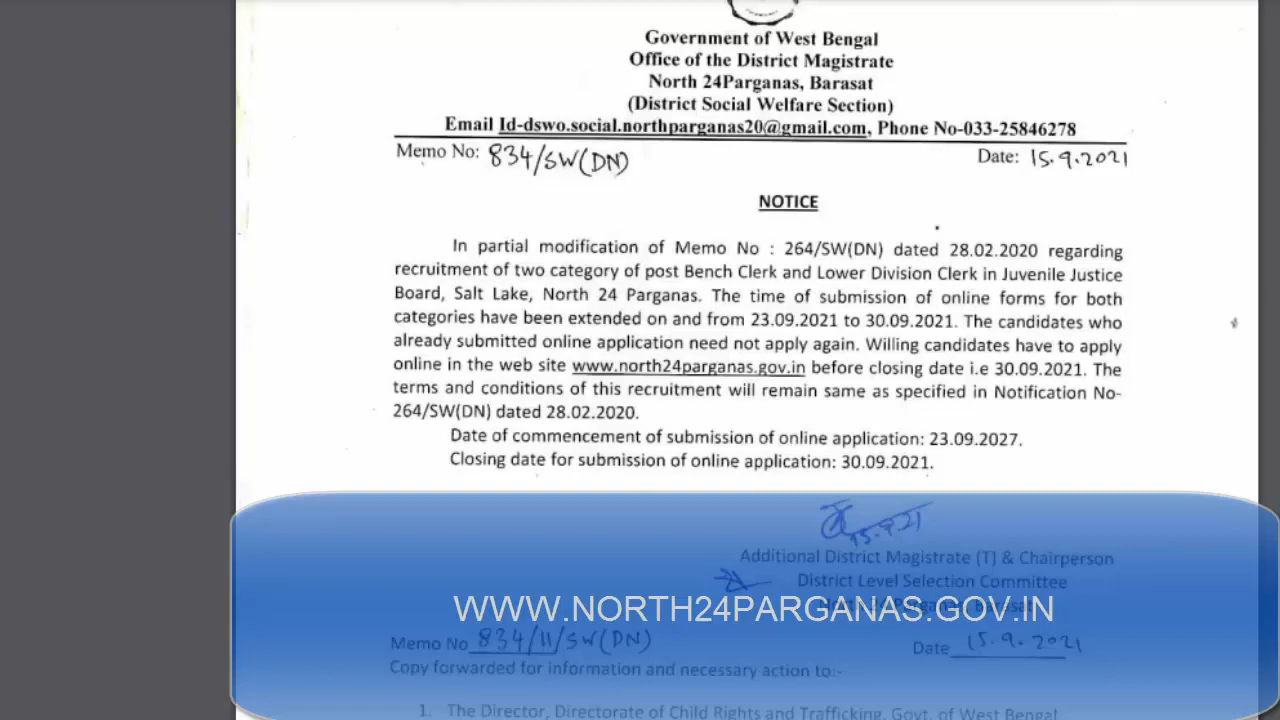 Government of West Bengal
Office of the District Magistrate
North 24Parganas, Barasat
(District Social Welfare Section)
Email Id-dswo.social.northparganas20@gmail.com, Phone No-033-25846278
Memo No: 834/SW(DN) Date: 15.9.2021
NOTICE
In partial modification of Memo No : 264/SW(DN) dated 28.02.2020 regarding
recruitment of two category of post Bench Clerk and Lower Division Clerk in Juvenile Justice
Board, Salt Lake, North 24 Parganas. The time of submission of online forms for both
categories have been extended on and from 23.09.2021 to 30.09.2021. The candidates who
already submitted online application need not apply again. Willing candidates have to apply
online in the web site www.north24parganas.gov.in before closing date i.e 30.09.2021. The
terms and conditions of this recruitment will remain same as specified in Notification No-
264/SW(DN) dated 28.02.2020.
Date of commencement of submission of online application: 23.09.2027.
Closing date for submission of online application: 30.09.2021.
15.9.21
Additional District Magistrate (T) & Chairperson
District Level Selection Committee
North 24Parganas, Barasat
WWW.NORTH24PARGANAS.GOV.IN
Memo No 834/11/SW(DN) Date 15.9.2021
Copy forwarded for information and necessary action to:-
1. The Director, Directorate of Child Rights and Trafficking, Govt. of West Bengal